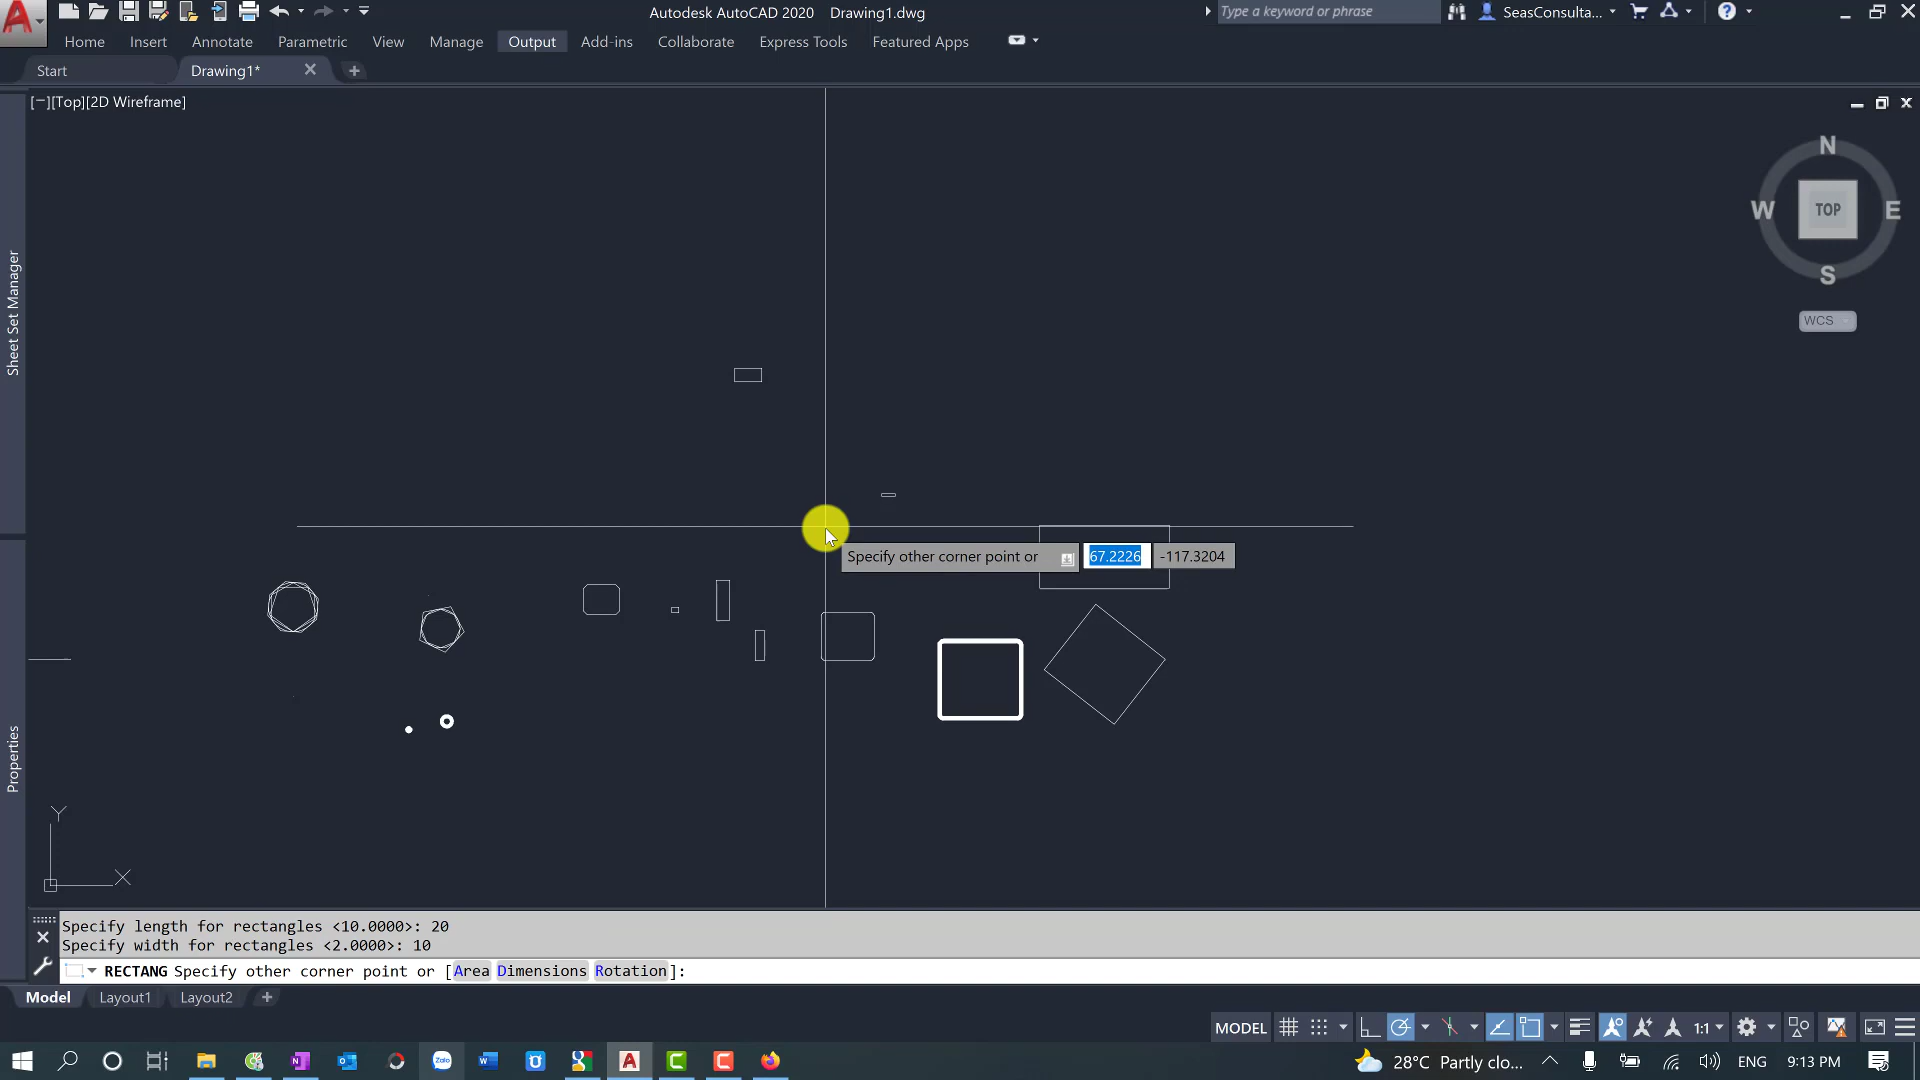 Autodesk AutoCAD 2020 Drawing1.dwg
Type a keyword or phrase
SeasConsulta...
Home Insert Annotate Parametric View Manage Output Add-ins Collaborate Express Tools Featured Apps
Start Drawing1*
[−][Top][2D Wireframe]
N
W TOP E
S
WCS
Sheet Set Manager
Specify other corner point or 67.2226 -117.3204
Properties
Y
X
Specify length for rectangles <10.0000>: 20
Specify width for rectangles <2.0000>: 10
RECTANG Specify other corner point or [Area Dimensions Rotation]:
Model Layout1 Layout2
MODEL 1:1
Zalo
28°C Partly clo... ENG 9:13 PM